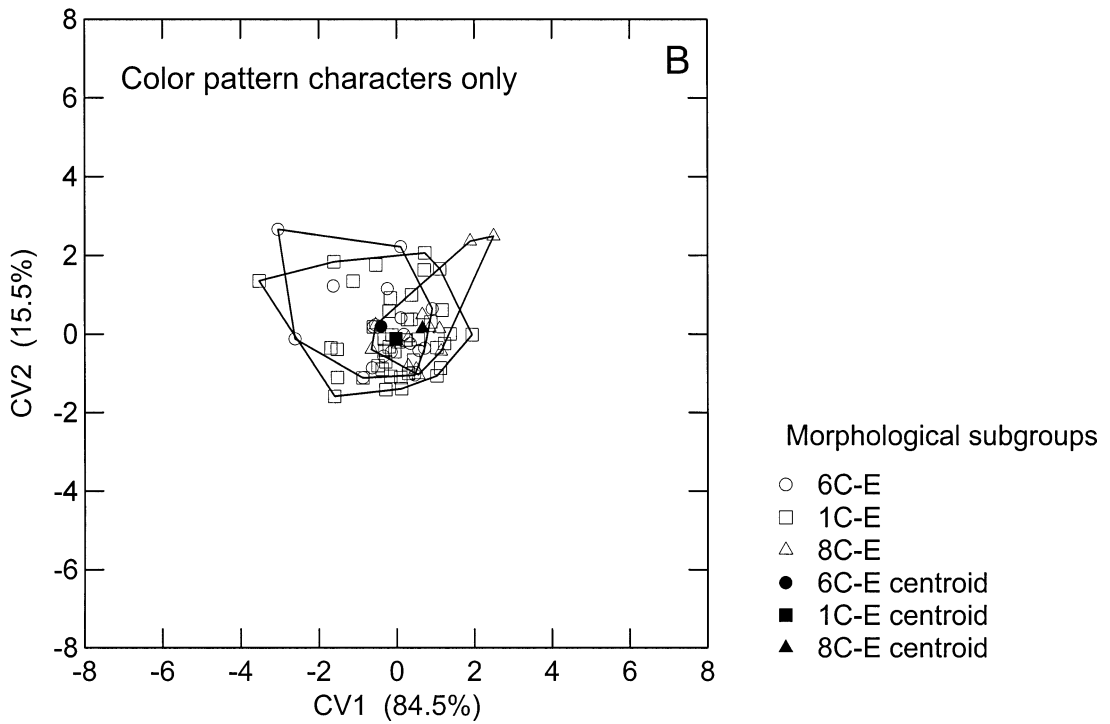 B
Color pattern characters only
8
6
4
2
0
-2
-4
-6
-8
CV2 (15.5%)
-8 -6 -4 -2 0 2 4 6 8
CV1 (84.5%)
Morphological subgroups
6C-E
1C-E
8C-E
6C-E centroid
1C-E centroid
8C-E centroid